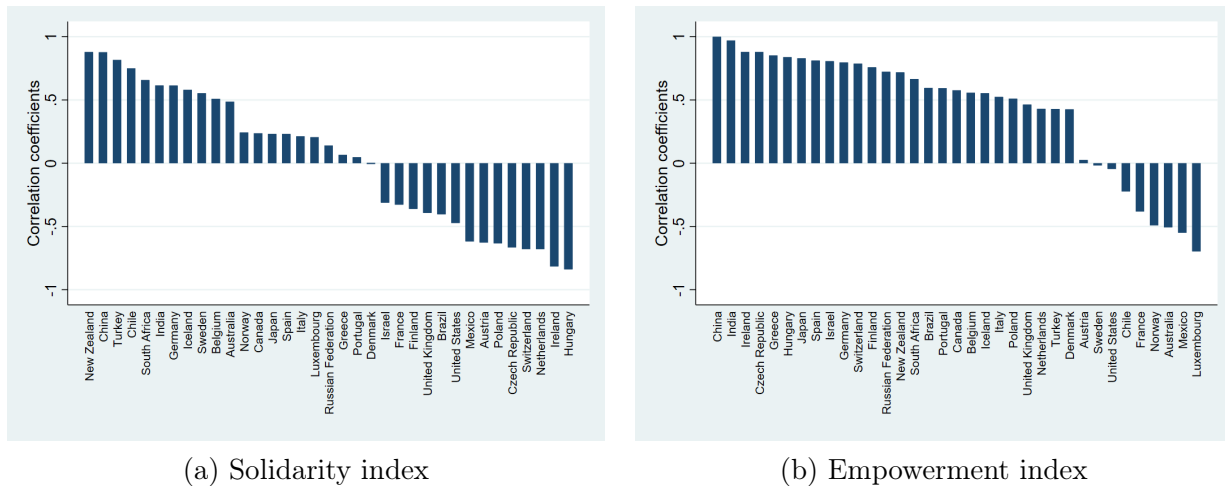 Correlation coefficients
1
.5
0
-.5
-1
New Zealand
China
Turkey
Chile
South Africa
India
Germany
Iceland
Sweden
Belgium
Australia
Norway
Canada
Japan
Spain
Italy
Luxembourg
Russian Federation
Greece
Portugal
Denmark
Israel
France
Finland
United Kingdom
Brazil
United States
Mexico
Austria
Poland
Czech Republic
Switzerland
Netherlands
Ireland
Hungary
(a) Solidarity index
Correlation coefficients
1
.5
0
-.5
-1
China
India
Ireland
Czech Republic
Greece
Hungary
Japan
Spain
Israel
Germany
Switzerland
Finland
Russian Federation
New Zealand
South Africa
Brazil
Portugal
Canada
Belgium
Iceland
Italy
Poland
United Kingdom
Netherlands
Turkey
Denmark
Austria
Sweden
United States
Chile
France
Norway
Australia
Mexico
Luxembourg
(b) Empowerment index